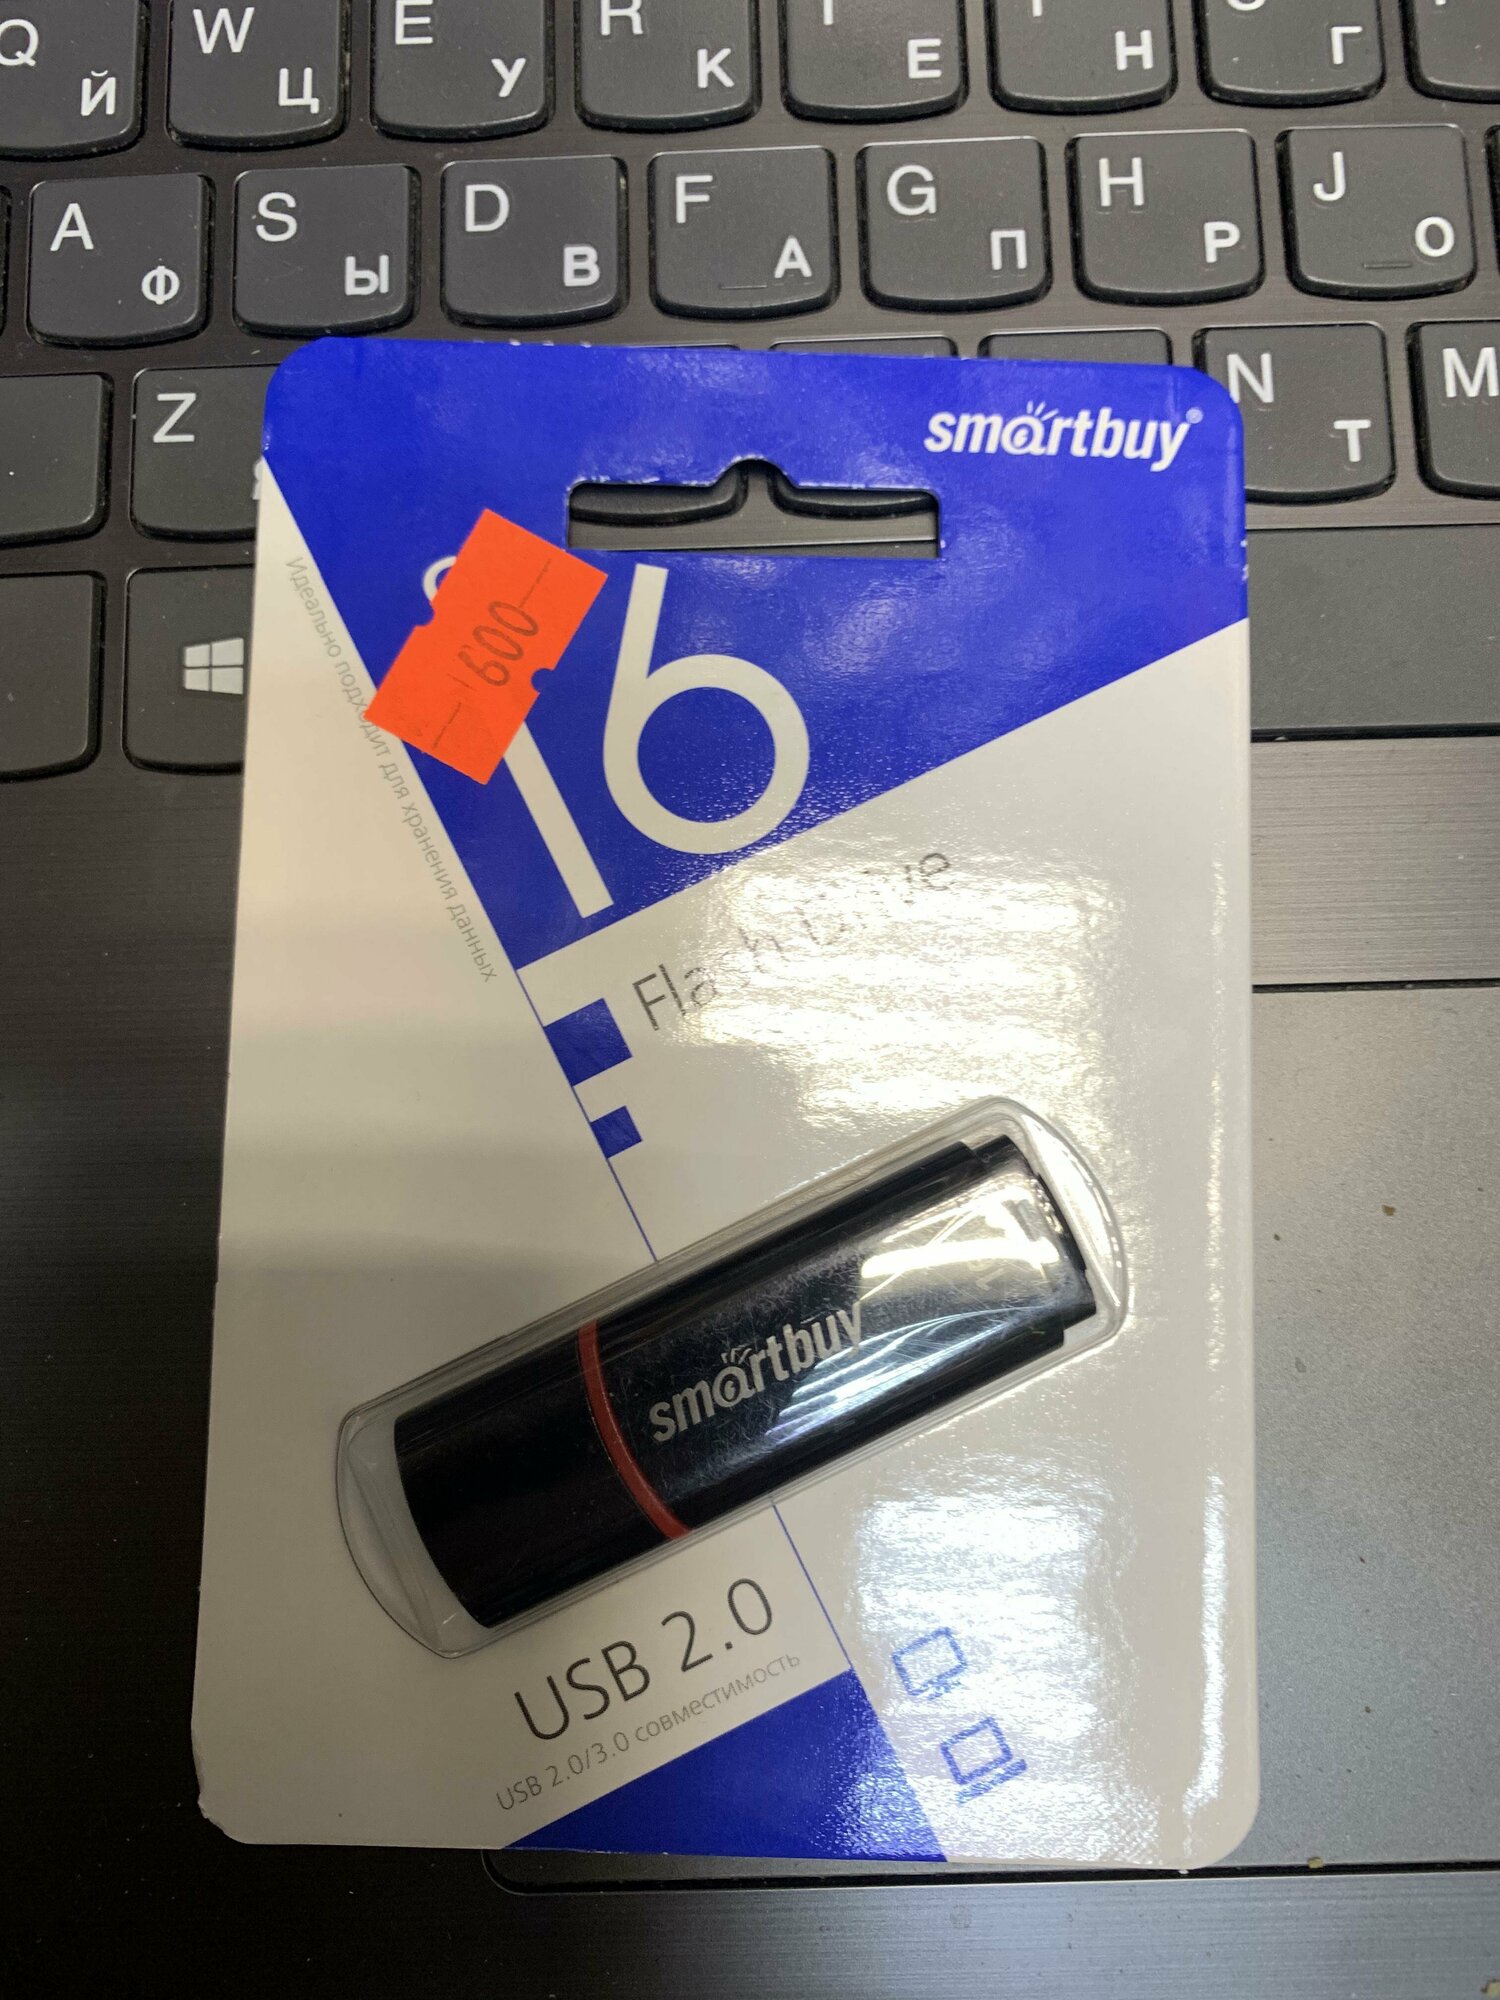 Q Й
W Ц
E У
R К
Е
Н
Г
A Ф
S Ы
D В
F А
G П
H Р
J О
Z
N Т
M
smartbuy®
600
16
Идеально подходит для хранения данных
Flash Drive
smartbuy
USB 2.0
USB 2.0/3.0 совместимость